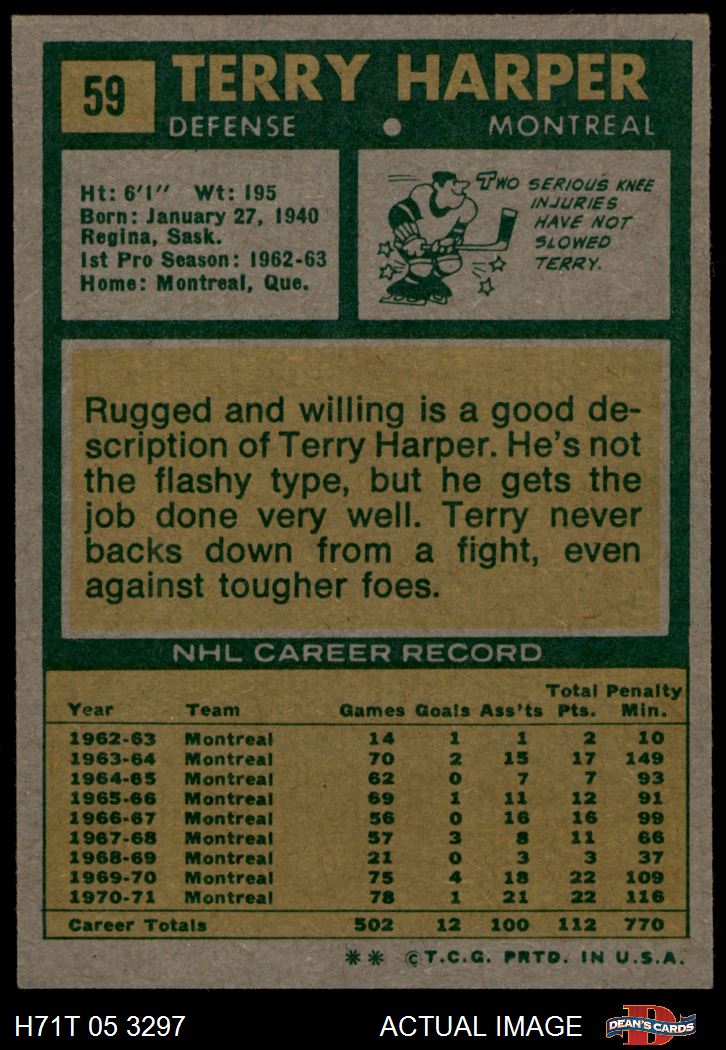 59 TERRY HARPER
DEFENSE • MONTREAL
Ht: 6'1" Wt: 195
Born: January 27, 1940
Regina, Sask.
1st Pro Season: 1962-63
Home: Montreal, Que.
TWO SERIOUS KNEE
INJURIES
HAVE NOT
SLOWED
TERRY.
Rugged and willing is a good de-
scription of Terry Harper. He's not
the flashy type, but he gets the
job done very well. Terry never
backs down from a fight, even
against tougher foes.
NHL CAREER RECORD
Total Penalty
Year Team Games Goals Ass'ts Pts. Min.
1962-63 Montreal 14 1 1 2 10
1963-64 Montreal 70 2 15 17 149
1964-65 Montreal 62 0 7 7 93
1965-66 Montreal 69 1 11 12 91
1966-67 Montreal 56 0 16 16 99
1967-68 Montreal 57 3 8 11 66
1968-69 Montreal 21 0 3 3 37
1969-70 Montreal 75 4 18 22 109
1970-71 Montreal 78 1 21 22 116
Career Totals 502 12 100 112 770
** © T.C.G. PRTD. IN U.S.A.
H71T 05 3297 ACTUAL IMAGE D DEAN'S CARDS